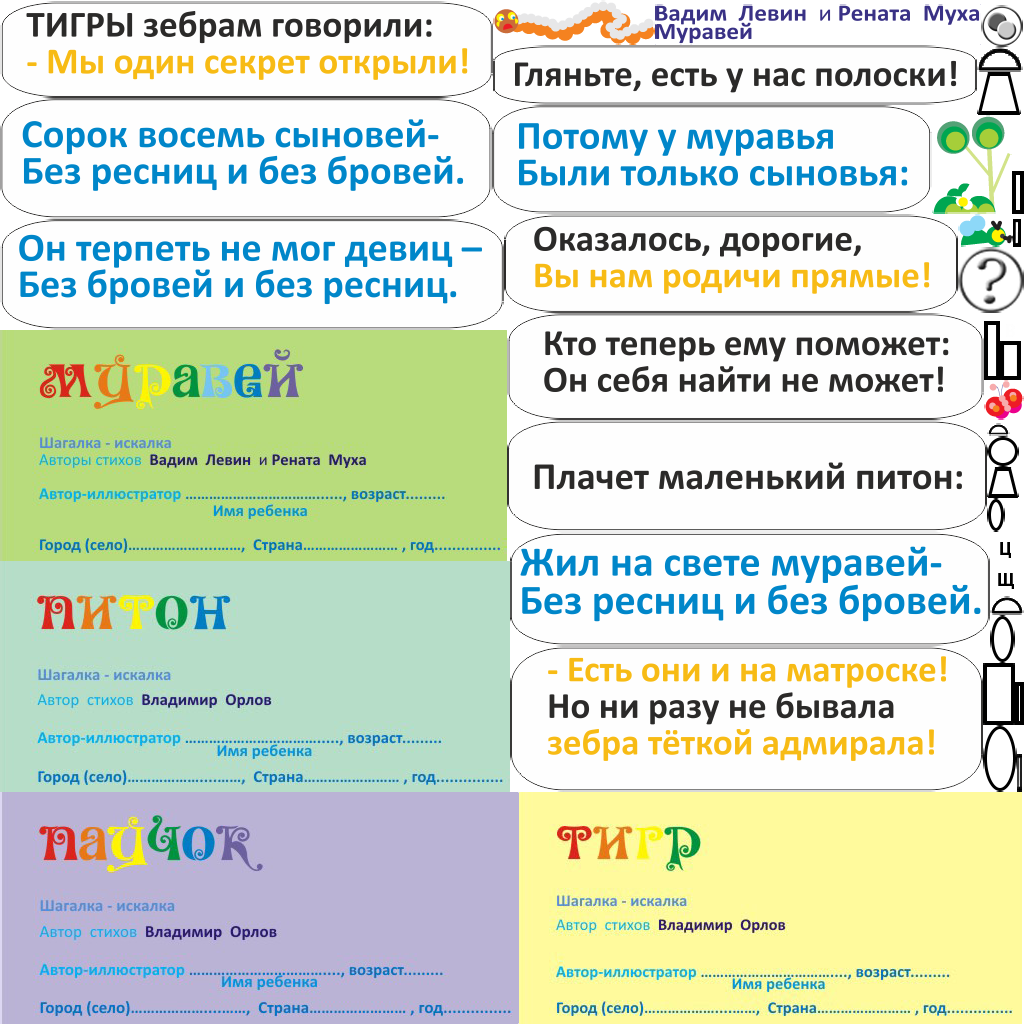 ТИГРЫ зебрам говорили:
- Мы один секрет открыли!
Вадим Левин и Рената Муха
Муравей
Гляньте, есть у нас полоски!
Сорок восемь сыновей-
Без ресниц и без бровей.
Потому у муравья
Были только сыновья:
Он терпеть не мог девиц –
Без бровей и без ресниц.
Оказалось, дорогие,
Вы нам родичи прямые!
?
Кто теперь ему поможет:
Он себя найти не может!
Плачет маленький питон:
Жил на свете муравей-
Без ресниц и без бровей.
ц
щ
- Есть они и на матроске!
Но ни разу не бывала
зебра тёткой адмирала!
муравей
Шагалка - искалка
Авторы стихов Вадим Левин и Рената Муха
Автор-иллюстратор ……………………………......, возраст.........
Имя ребенка
Город (село)……………….....……, Страна…………………… , год...............
питон
Шагалка - искалка
Автор стихов Владимир Орлов
Автор-иллюстратор ……………………………......, возраст.........
Имя ребенка
Город (село)……………….....……, Страна…………………… , год...............
паучок
Шагалка - искалка
Автор стихов Владимир Орлов
Автор-иллюстратор ……………………………......, возраст.........
Имя ребенка
Город (село)……………….....……, Страна…………………… , год...............
тигр
Шагалка - искалка
Автор стихов Владимир Орлов
Автор-иллюстратор ……………………………......, возраст.........
Имя ребенка
Город (село)……………….....……, Страна…………………… , год...............